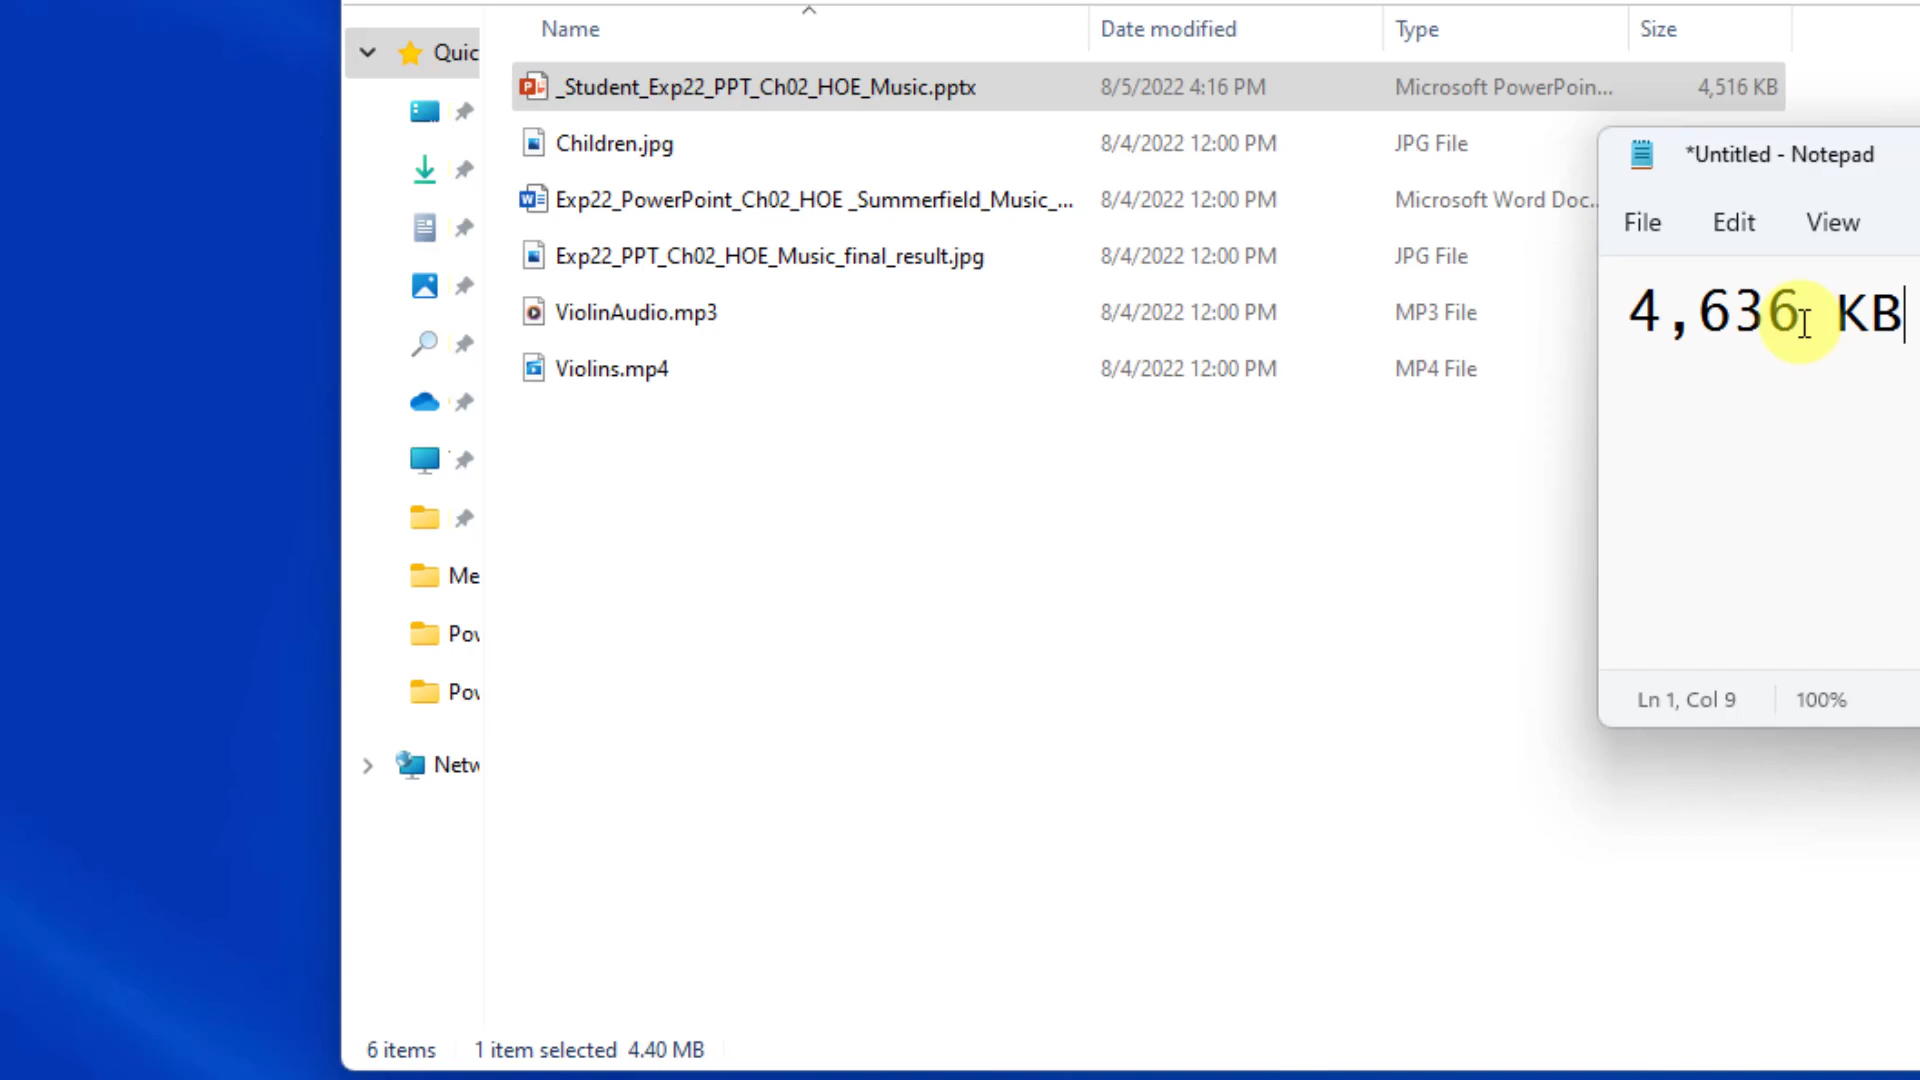 Name Date modified Type Size
Quic
_Student_Exp22_PPT_Ch02_HOE_Music.pptx 8/5/2022 4:16 PM Microsoft PowerPoin... 4,516 KB
Children.jpg 8/4/2022 12:00 PM JPG File
Exp22_PowerPoint_Ch02_HOE _Summerfield_Music_... 8/4/2022 12:00 PM Microsoft Word Doc...
Exp22_PPT_Ch02_HOE_Music_final_result.jpg 8/4/2022 12:00 PM JPG File
ViolinAudio.mp3 8/4/2022 12:00 PM MP3 File
Violins.mp4 8/4/2022 12:00 PM MP4 File
Me
Pov
Pov
Netw
6 items 1 item selected 4.40 MB
*Untitled - Notepad
File Edit View
4,636 KB
Ln 1, Col 9 100%